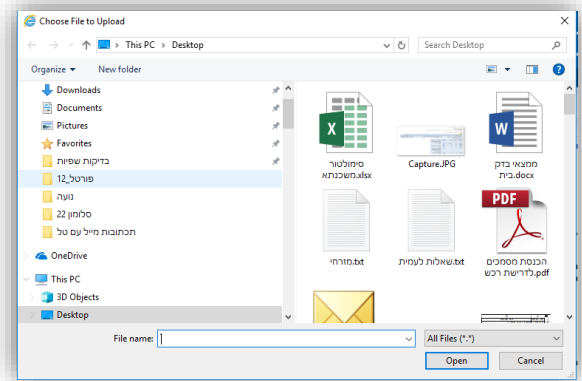 Choose File to Upload
This PC > Desktop
Search Desktop
Organize
New folder
Downloads
Documents
Pictures
Favorites
בדיקות שפיות
פורטל_12
נועה
סלומון 22
תכתובות מייל עם טל
OneDrive
This PC
3D Objects
Desktop
סימולטור
משכנתא.xlsx
Capture.JPG
ממצאי בדק
בית.docx
מזרחי.txt
שאלות לעמית.txt
PDF
הכנסת מסמכים
לדרישת רכש.pdf
File name:
All Files (*.*)
Open
Cancel